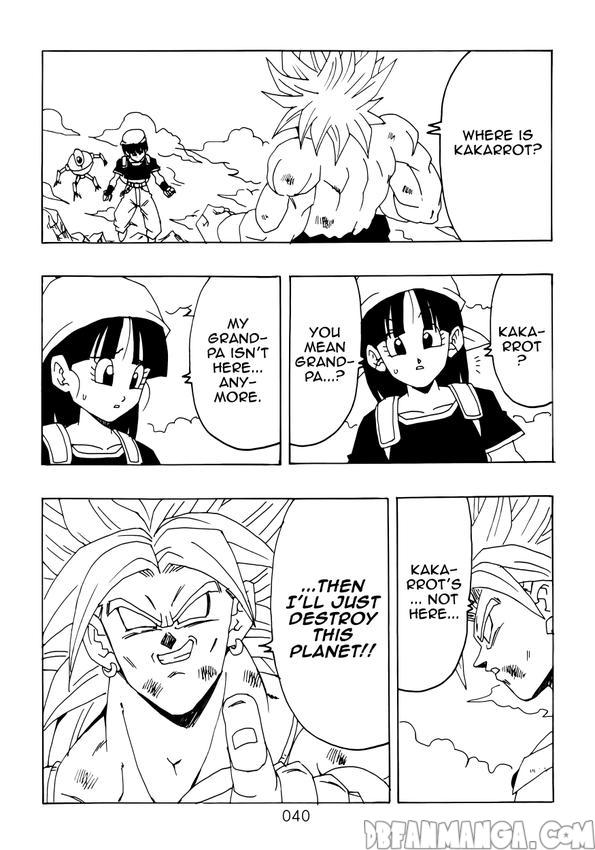 WHERE IS
KAKARROT?
KAKA-
RROT
?
YOU
MEAN
GRAND-
PA...?
MY
GRAND-
PA ISN'T
HERE...
ANY-
MORE.
KAKA-
RROT'S
... NOT
HERE...
...THEN
I'LL JUST
DESTROY
THIS
PLANET!!
040
DBFANMANGA.COM